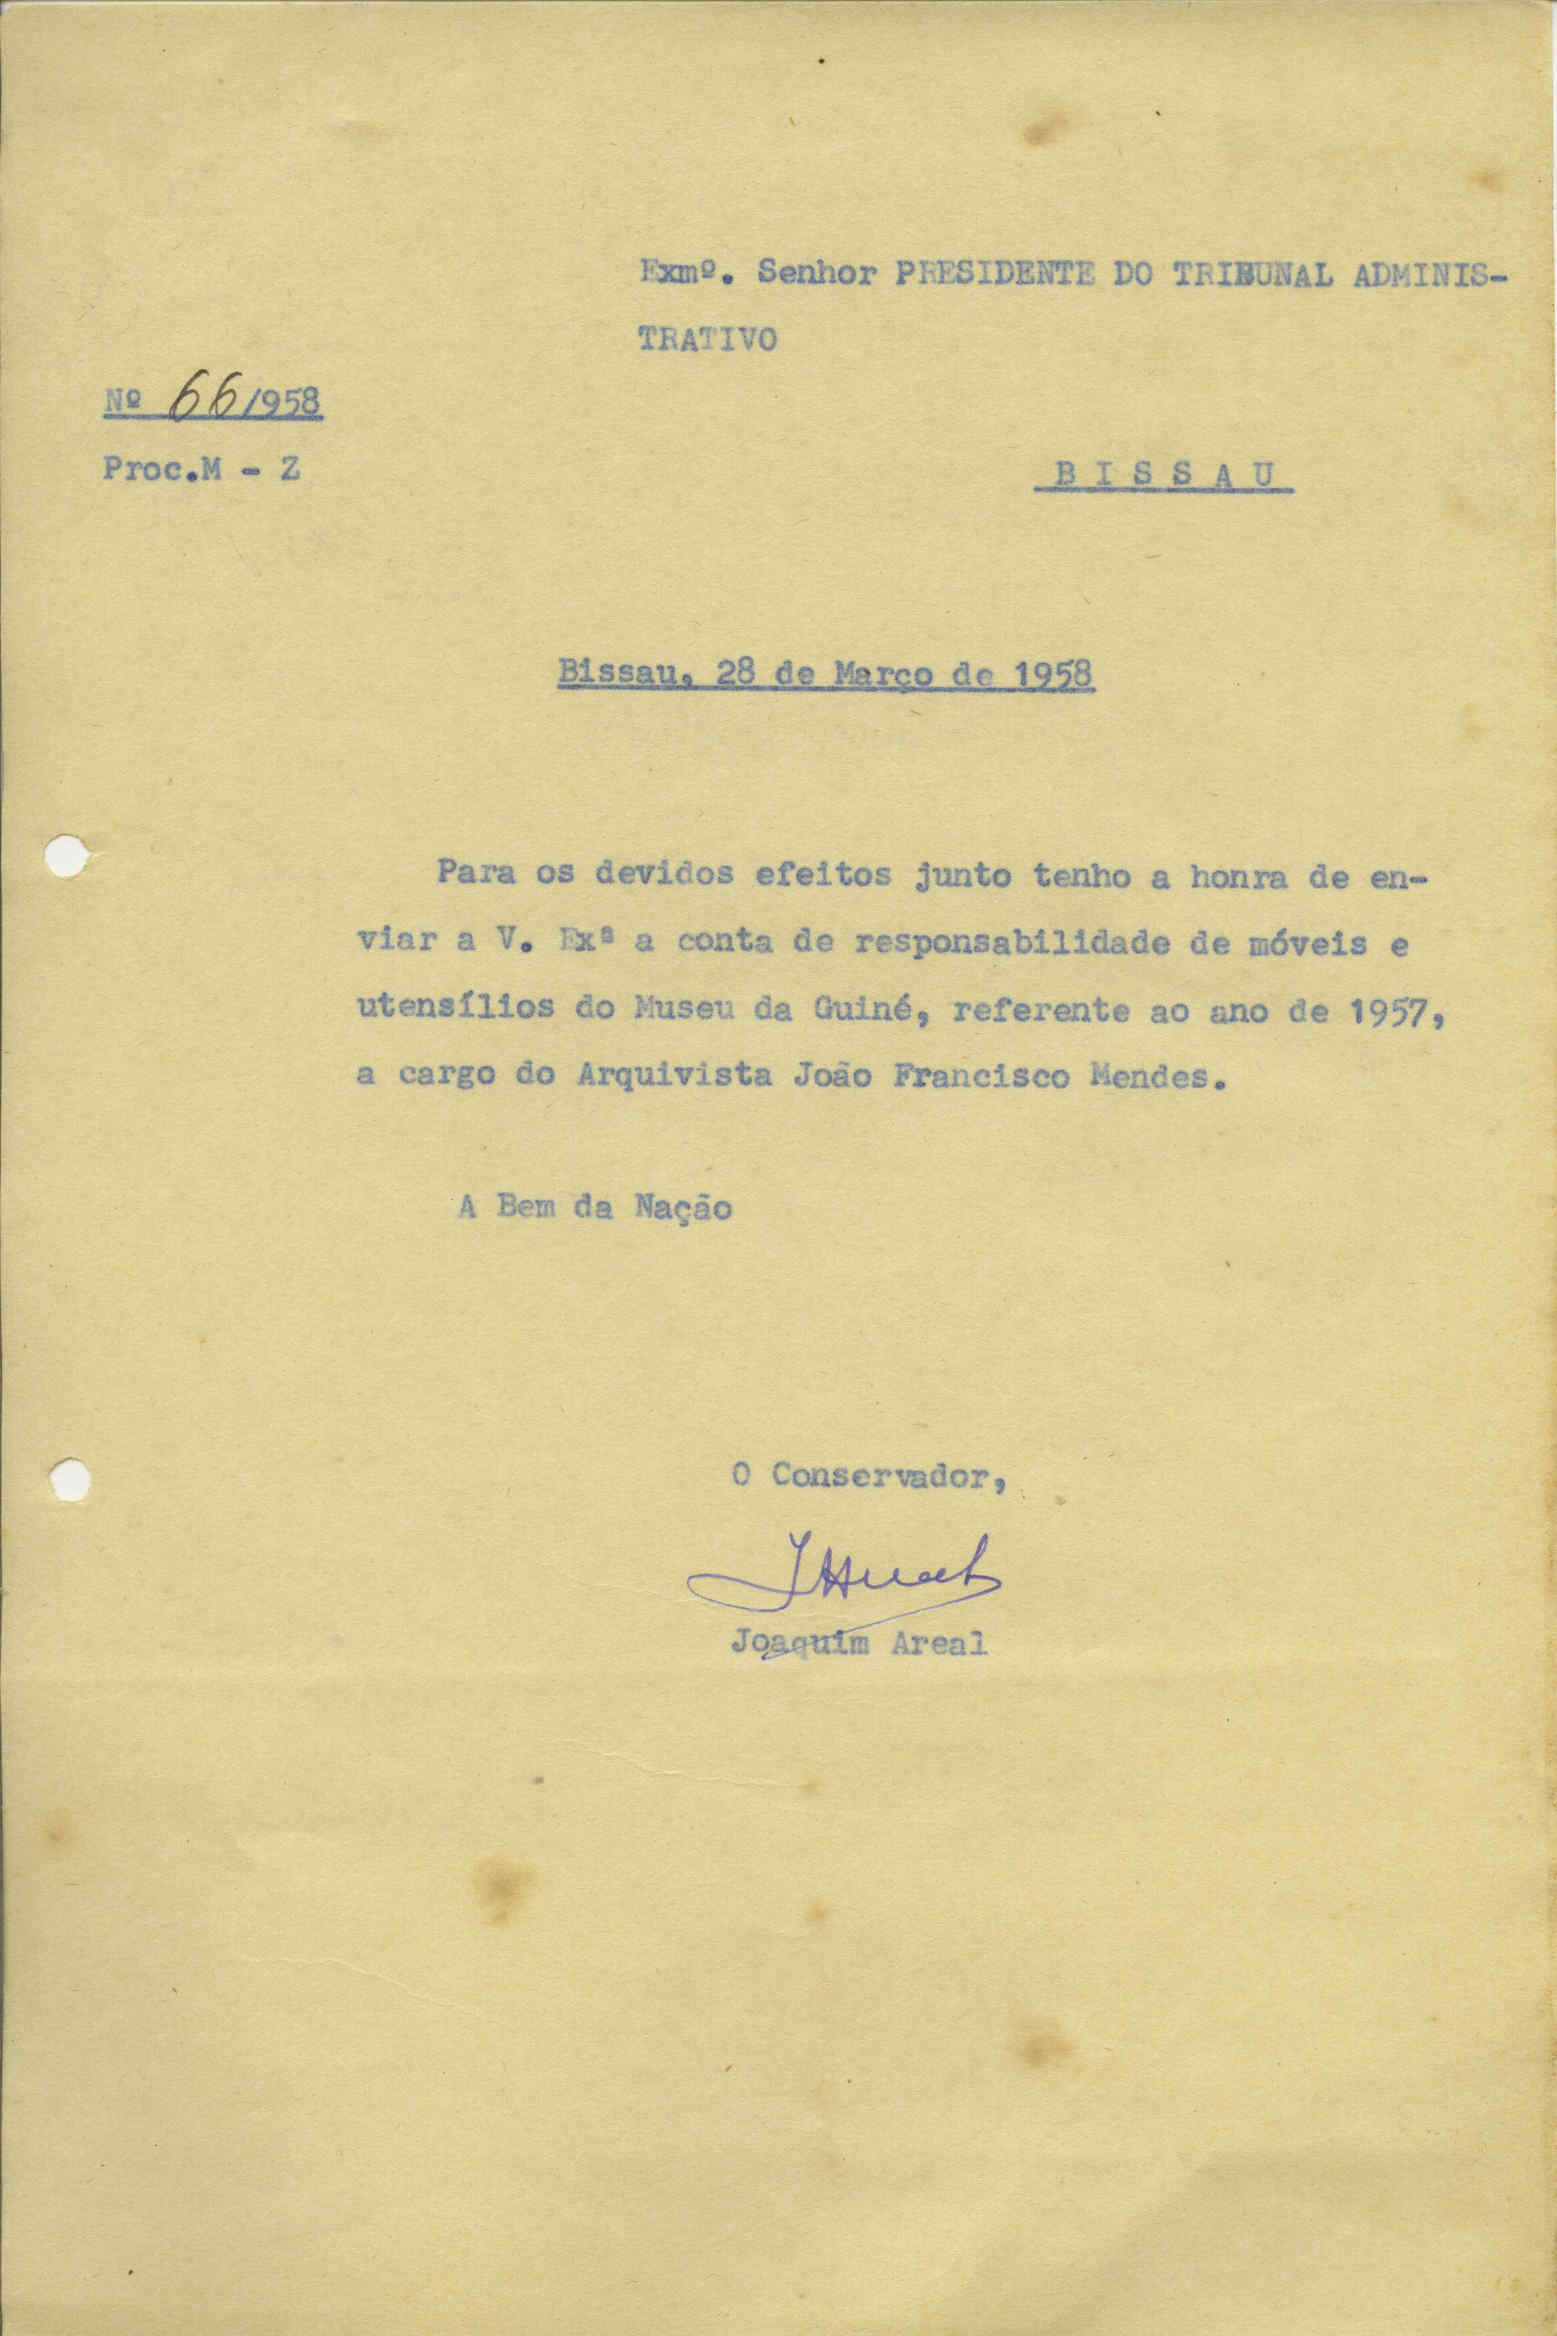 Exmº. Senhor PRESIDENTE DO TRIBUNAL ADMINIS-
TRATIVO
Nº 66/1958
Proc.M - Z
B I S S A U
Bissau, 28 de Março de 1958
Para os devidos efeitos junto tenho a honra de en-
viar a V. Exª a conta de responsabilidade de móveis e
utensílios do Museu da Guiné, referente ao ano de 1957,
a cargo do Arquivista João Francisco Mendes.
A Bem da Nação
O Conservador,
Joaquim Areal